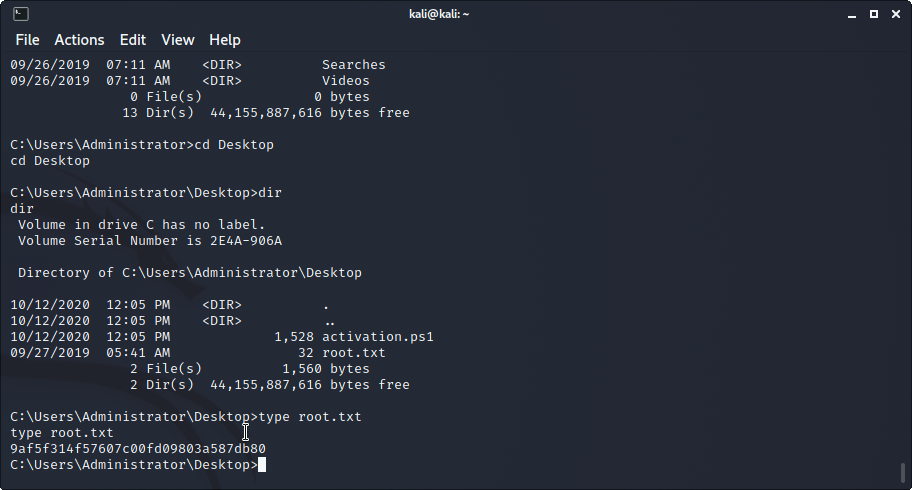 kali@kali: ~
File Actions Edit View Help
09/26/2019  07:11 AM    <DIR>          Searches
09/26/2019  07:11 AM    <DIR>          Videos
               0 File(s)              0 bytes
              13 Dir(s)  44,155,887,616 bytes free

C:\Users\Administrator>cd Desktop
cd Desktop

C:\Users\Administrator\Desktop>dir
dir
 Volume in drive C has no label.
 Volume Serial Number is 2E4A-906A

 Directory of C:\Users\Administrator\Desktop

10/12/2020  12:05 PM    <DIR>          .
10/12/2020  12:05 PM    <DIR>          ..
10/12/2020  12:05 PM             1,528 activation.ps1
09/27/2019  05:41 AM                32 root.txt
               2 File(s)          1,560 bytes
               2 Dir(s)  44,155,887,616 bytes free

C:\Users\Administrator\Desktop>type root.txt
type root.txt
9af5f314f57607c00fd09803a587db80
C:\Users\Administrator\Desktop>